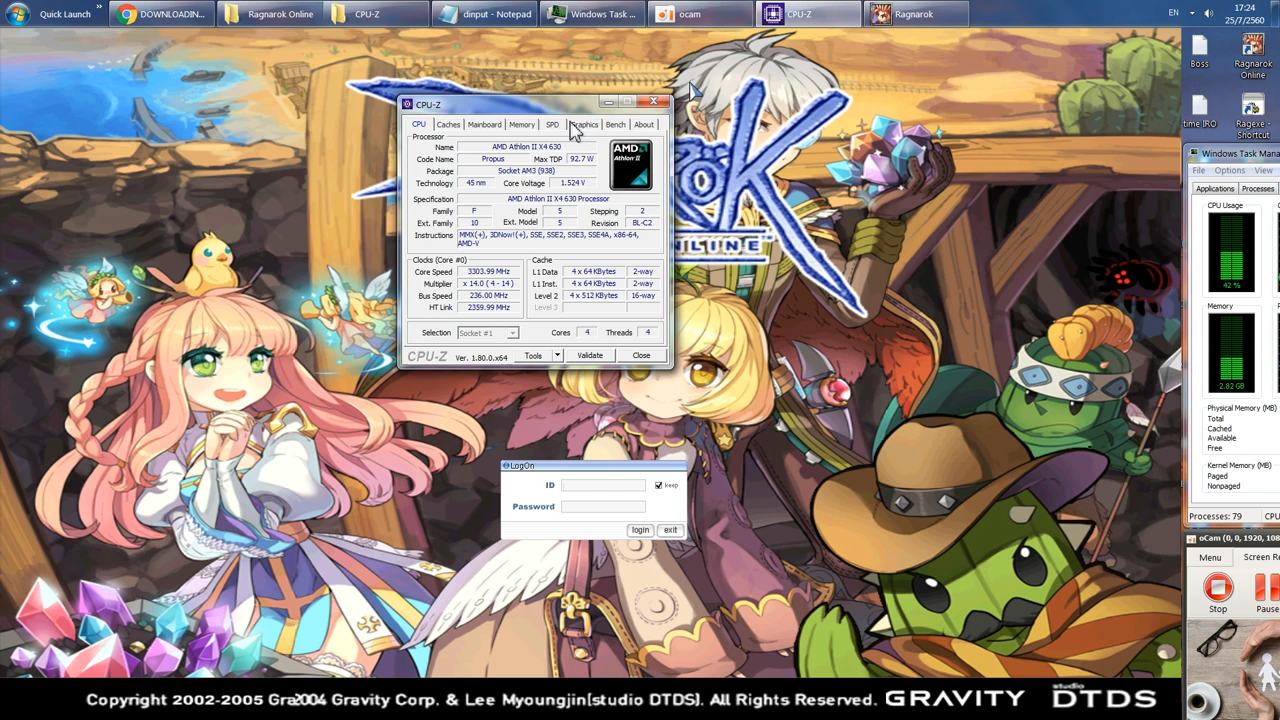 Quick Launch
»
DOWNLOADIN...
Ragnarok Online
CPU-Z
dinput - Notepad
Windows Task ...
ocam
CPU-Z
Ragnarok
EN
17:24
25/7/2560
Boss
Ragnarok
Online
time IRO
Ragexe -
Shortcut
CPU-Z
CPU
Caches
Mainboard
Memory
SPD
Graphics
Bench
About
Processor
Name
AMD Athlon II X4 630
Code Name
Propus
Max TDP
92.7 W
Package
Socket AM3 (938)
Technology
45 nm
Core Voltage
1.524 V
AMD
Athlon II
Specification
AMD Athlon II X4 630 Processor
Family
F
Model
5
Stepping
2
Ext. Family
10
Ext. Model
5
Revision
BL-C2
Instructions
MMX(+), 3DNow!(+), SSE, SSE2, SSE3, SSE4A, x86-64,
AMD-V
Clocks (Core #0)
Core Speed
3303.99 MHz
Multiplier
x 14.0 ( 4 - 14 )
Bus Speed
236.00 MHz
HT Link
2359.99 MHz
Cache
L1 Data
4 x 64 KBytes
2-way
L1 Inst.
4 x 64 KBytes
2-way
Level 2
4 x 512 KBytes
16-way
Level 3
Selection
Socket #1
Cores
4
Threads
4
CPU-Z
Ver. 1.80.0.x64
Tools
Validate
Close
NLINE
LogOn
ID
keep
Password
login
exit
Windows Task Mana
File
Options
View
Applications
Processes
CPU Usage
42 %
Memory
2.82 GB
Physical Memory (MB)
Total
Cached
Available
Free
Kernel Memory (MB)
Paged
Nonpaged
Processes: 79
CPU
oCam (0, 0, 1920, 108
Menu
Screen Re
Stop
Pause
Copyright 2002-2005 Gra2004 Gravity Corp. & Lee Myoungjin(studio DTDS). All Rights Reserved.
GRAVITY
studio
DTDS